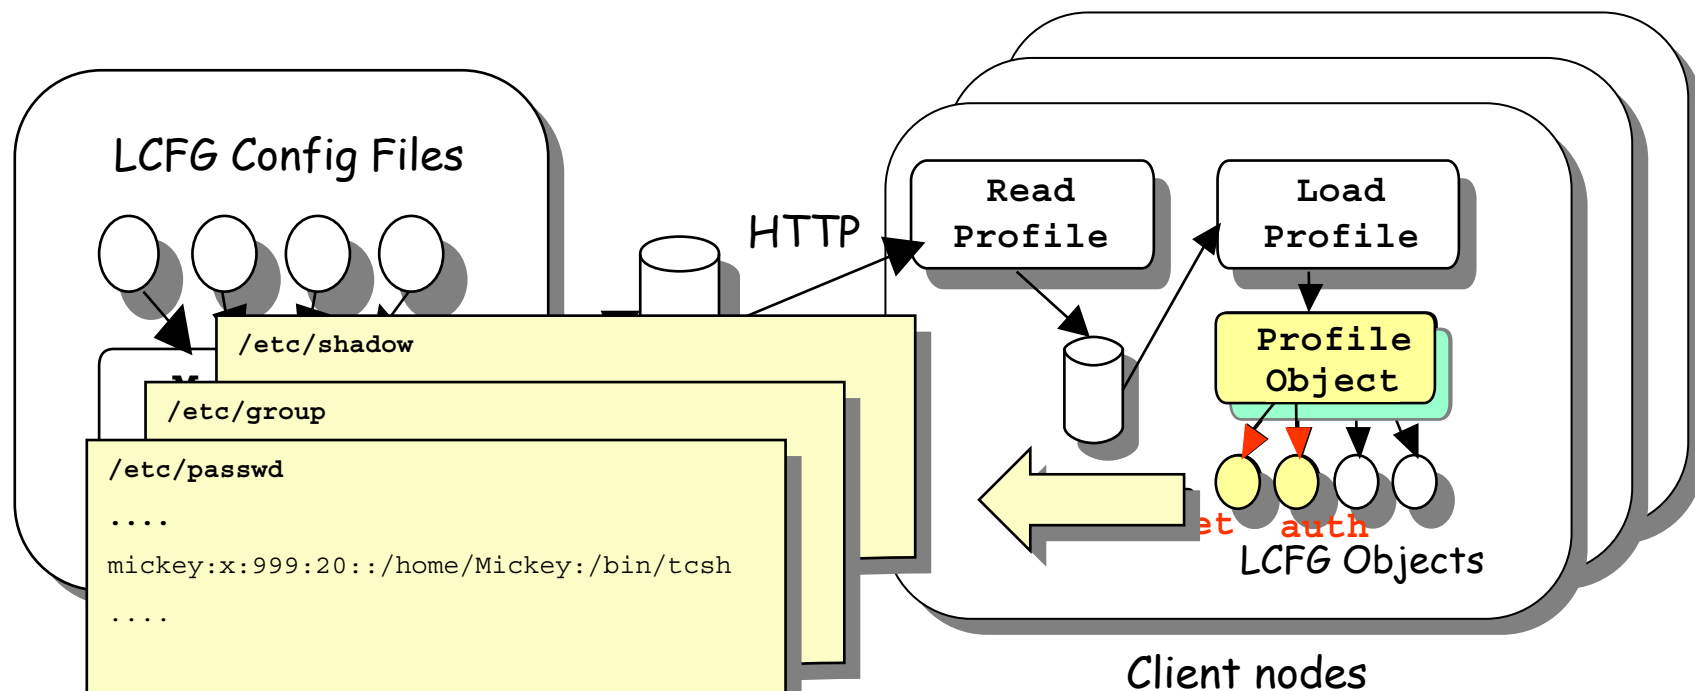 LCFG Config Files
HTTP
Read
Profile
Load
Profile
Profile
Object
/etc/shadow
/etc/group
/etc/passwd
....
mickey:x:999:20::/home/Mickey:/bin/tcsh
....
auth
LCFG Objects
Client nodes